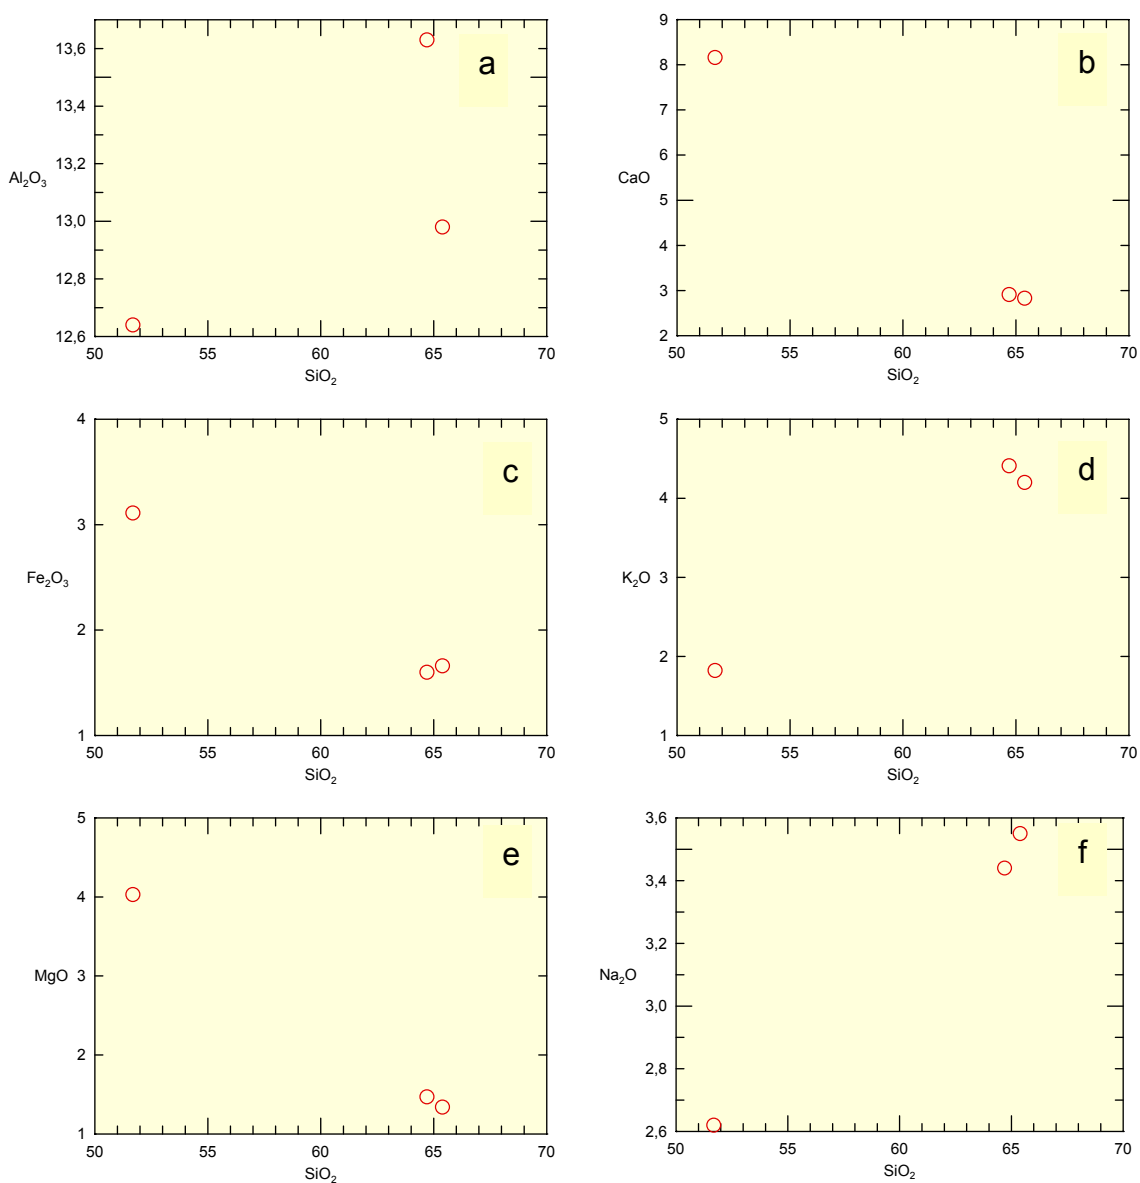 a
13,6
13,4
13,2
Al₂O₃
13,0
12,8
12,6
50 55 60 65 70
SiO₂
b
9
8
7
6
CaO
5
4
3
2
50 55 60 65 70
SiO₂
c
4
3
Fe₂O₃
2
1
50 55 60 65 70
SiO₂
d
5
4
K₂O 3
2
1
50 55 60 65 70
SiO₂
e
5
4
MgO 3
2
1
50 55 60 65 70
SiO₂
f
3,6
3,4
3,2
Na₂O
3,0
2,8
2,6
50 55 60 65 70
SiO₂